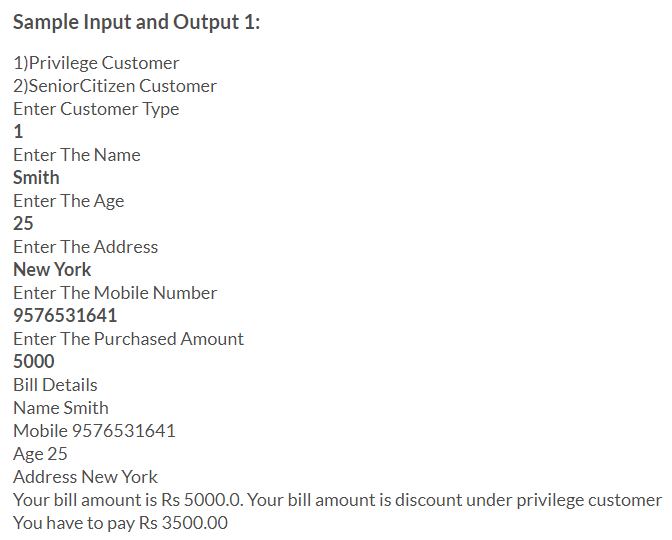 Sample Input and Output 1:
1)Privilege Customer
2)SeniorCitizen Customer
Enter Customer Type
1
Enter The Name
Smith
Enter The Age
25
Enter The Address
New York
Enter The Mobile Number
9576531641
Enter The Purchased Amount
5000
Bill Details
Name Smith
Mobile 9576531641
Age 25
Address New York
Your bill amount is Rs 5000.0. Your bill amount is discount under privilege customer
You have to pay Rs 3500.00